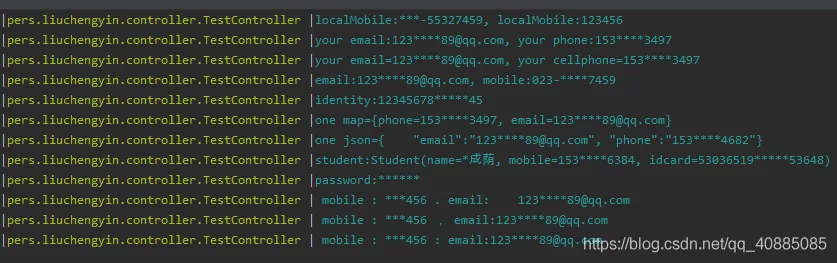 |pers.liuchengyin.controller.TestController |localMobile:***-55327459, localMobile:123456
|pers.liuchengyin.controller.TestController |your email:123****89@qq.com, your phone:153****3497
|pers.liuchengyin.controller.TestController |your email=123****89@qq.com, your cellphone=153****3497
|pers.liuchengyin.controller.TestController |email:123****89@qq.com, mobile:023-****7459
|pers.liuchengyin.controller.TestController |identity:12345678*****45
|pers.liuchengyin.controller.TestController |one map={phone=153****3497, email=123****89@qq.com}
|pers.liuchengyin.controller.TestController |one json={    "email":"123****89@qq.com", "phone":"153****4682"}
|pers.liuchengyin.controller.TestController |student:Student(name=*成荫, mobile=153****6384, idcard=53036519*****53648)
|pers.liuchengyin.controller.TestController |password:******
|pers.liuchengyin.controller.TestController | mobile : ***456 . email:    123****89@qq.com
|pers.liuchengyin.controller.TestController | mobile : ***456 ， email:123****89@qq.com
|pers.liuchengyin.controller.TestController | mobile : ***456 : email:123****89@qq.com
https://blog.csdn.net/qq_40885085